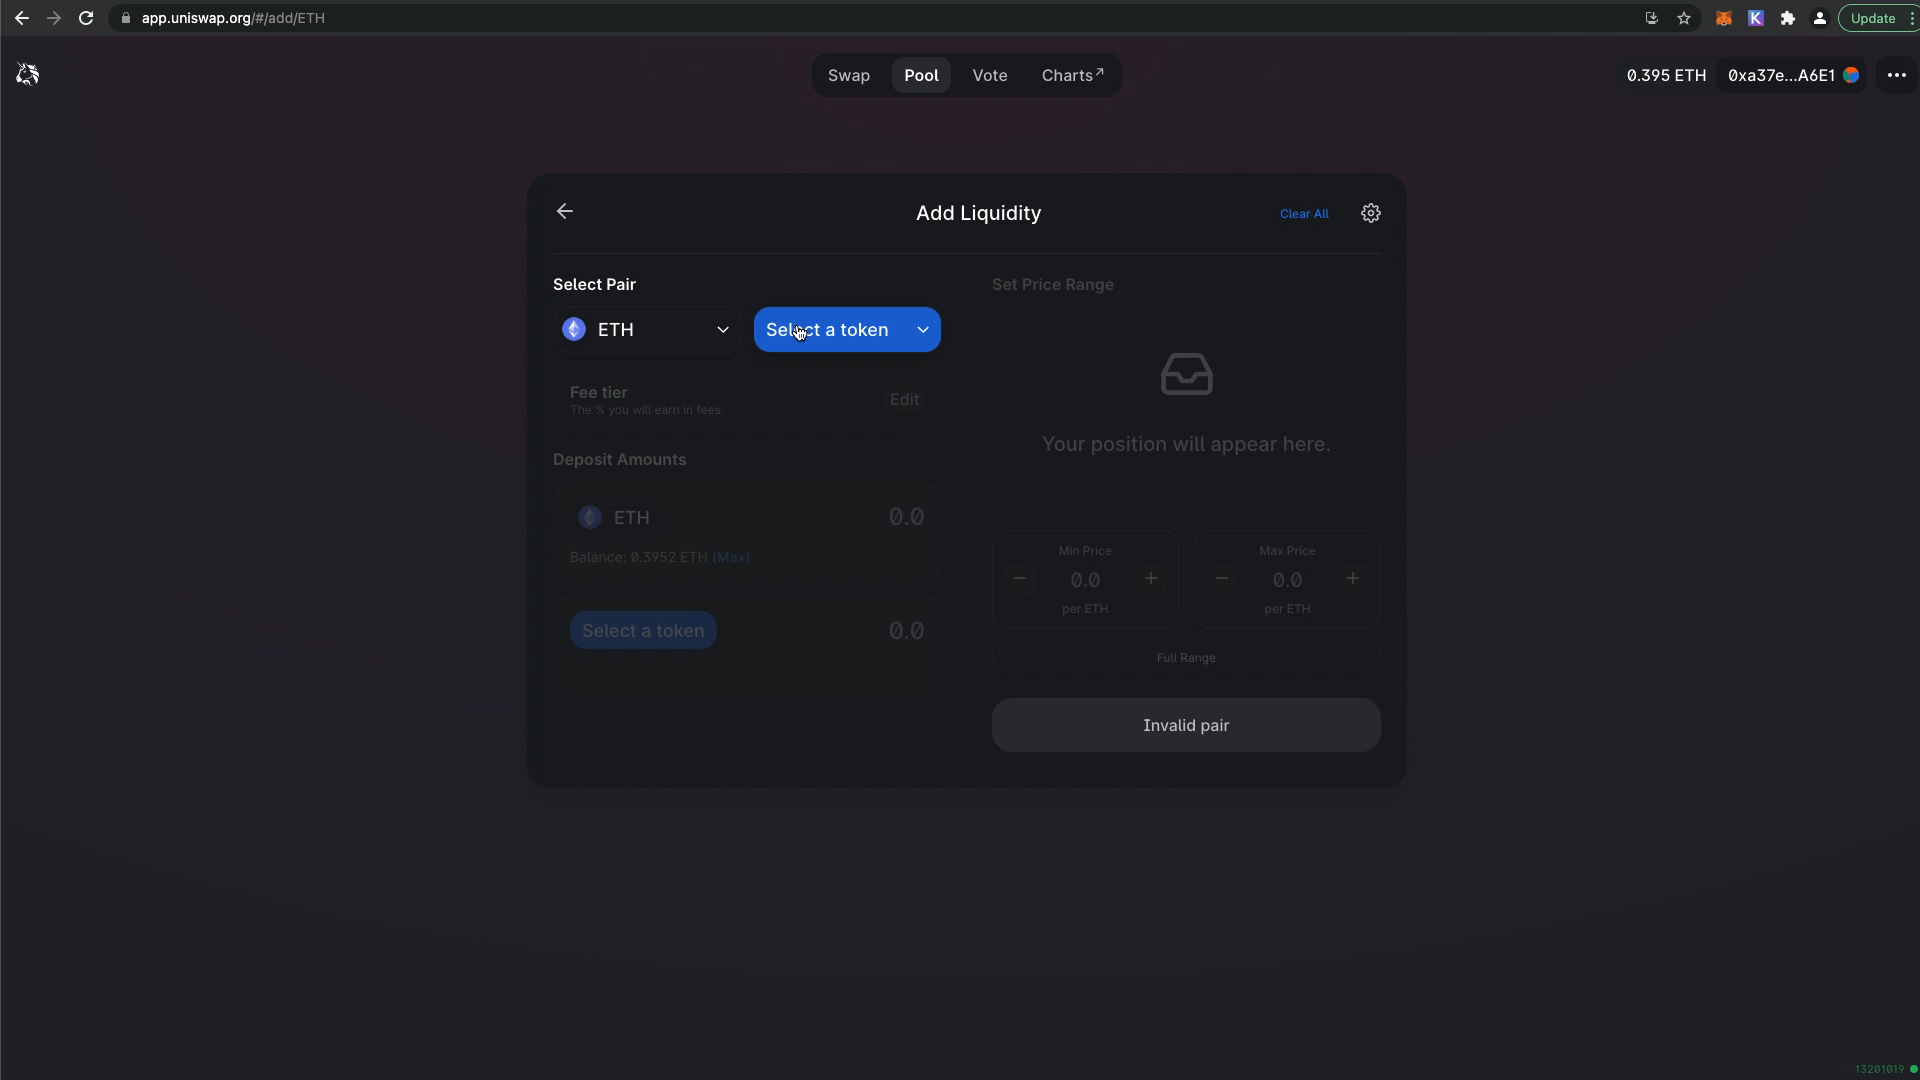 app.uniswap.org/#/add/ETH
Update
Swap
Pool
Vote
Charts↗
0.395 ETH
0xa37e...A6E1
Add Liquidity
Clear All
Select Pair
Set Price Range
ETH
Select a token
Fee tier
The % you will earn in fees.
Edit
Your position will appear here.
Deposit Amounts
ETH
0.0
Balance: 0.3952 ETH (Max)
Min Price
0.0
per ETH
Max Price
0.0
per ETH
Select a token
0.0
Full Range
Invalid pair
13201019